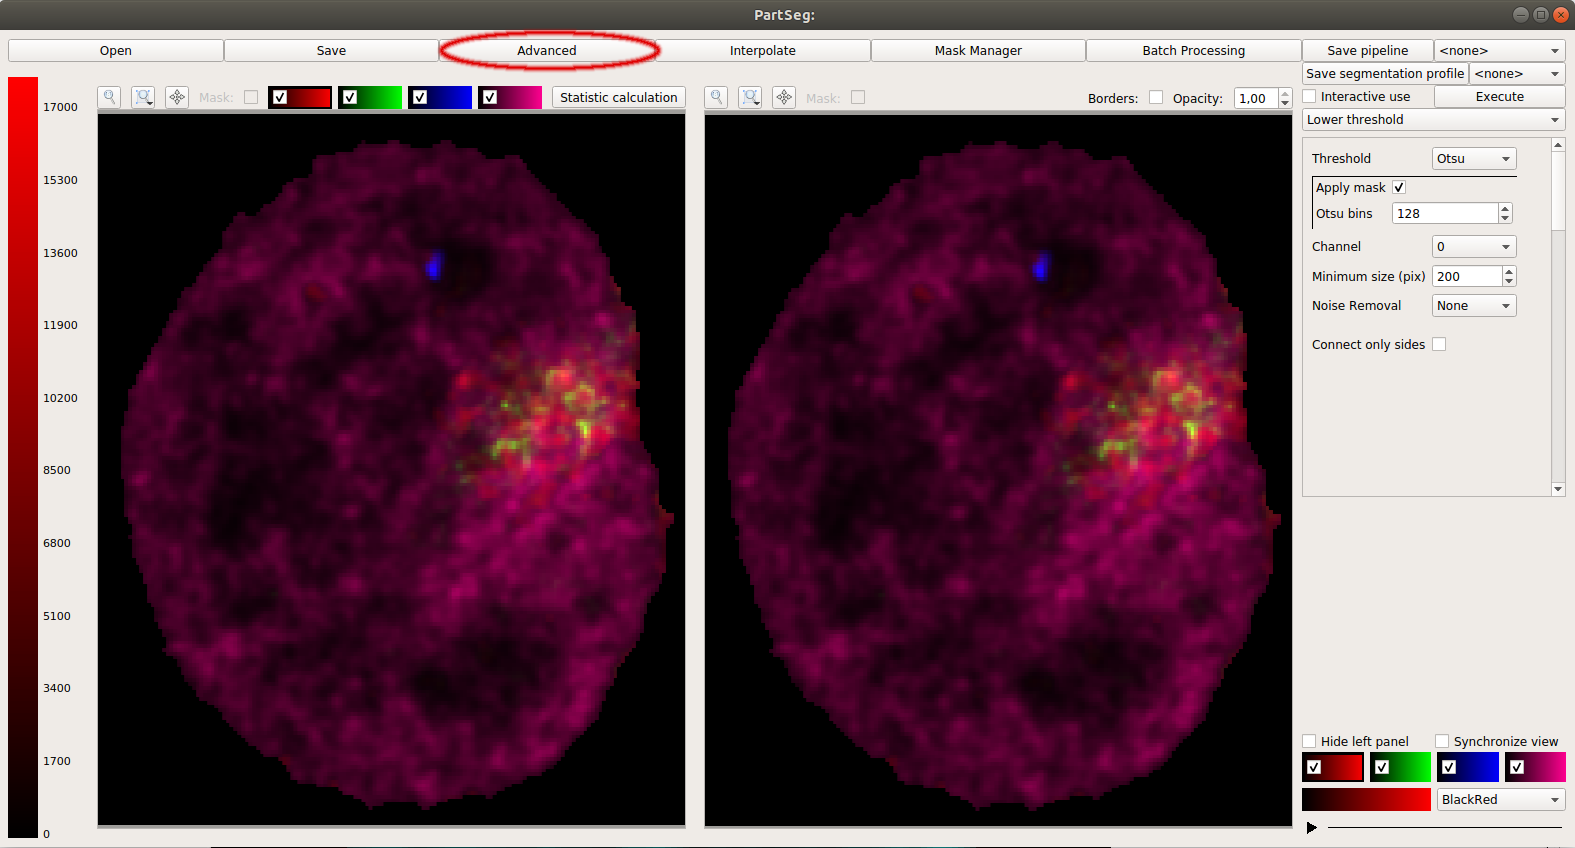 PartSeg:
Open Save Advanced Interpolate Mask Manager Batch Processing Save pipeline <none>
Save segmentation profile <none>
Mask: Statistic calculation Mask: Borders: Opacity: 1,00 Interactive use Execute
17000 Lower threshold
Threshold Otsu
15300 Apply mask
Otsu bins 128
13600 Channel 0
Minimum size (pix) 200
Noise Removal None
11900
Connect only sides
10200
8500
6800
5100
3400
Hide left panel Synchronize view
1700
BlackRed
0